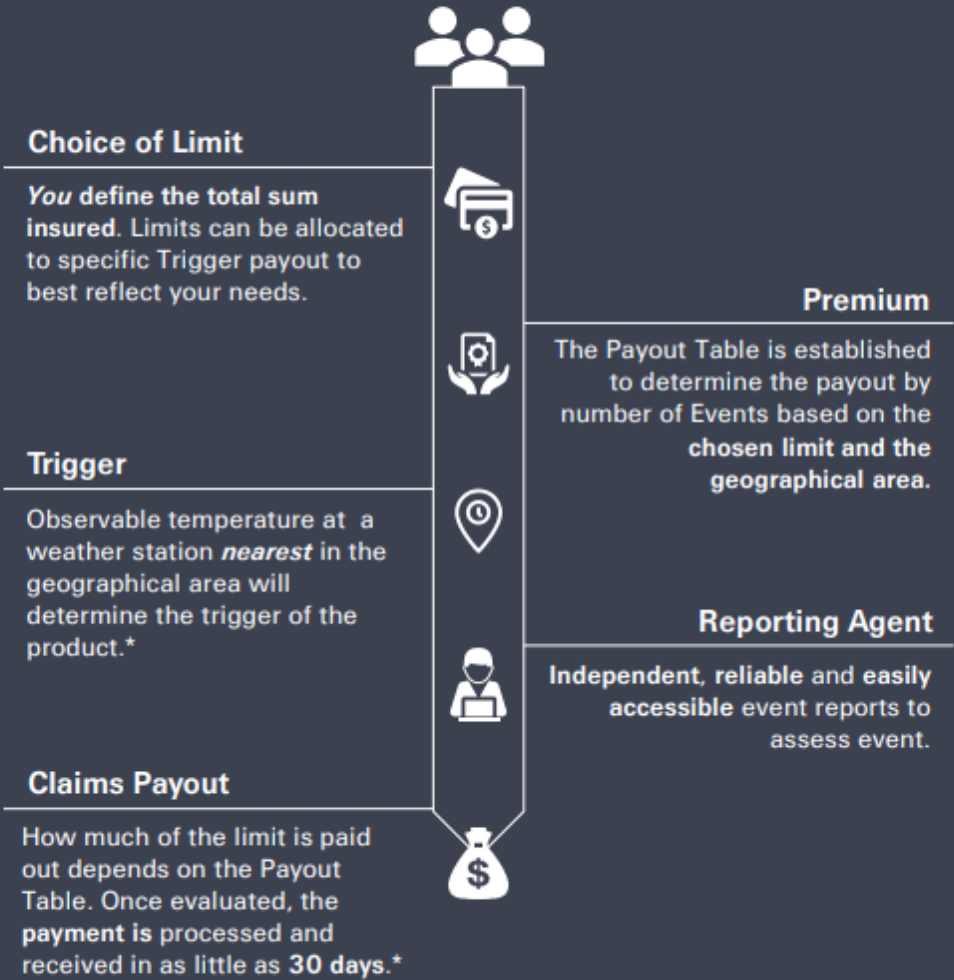 Choice of Limit
You define the total sum
insured. Limits can be allocated
to specific Trigger payout to
best reflect your needs.
$
Premium
The Payout Table is established
to determine the payout by
number of Events based on the
chosen limit and the
geographical area.
Trigger
Observable temperature at a
weather station nearest in the
geographical area will
determine the trigger of the
product.*
Reporting Agent
Independent, reliable and easily
accessible event reports to
assess event.
Claims Payout
How much of the limit is paid
out depends on the Payout
Table. Once evaluated, the
payment is processed and
received in as little as 30 days.*
$